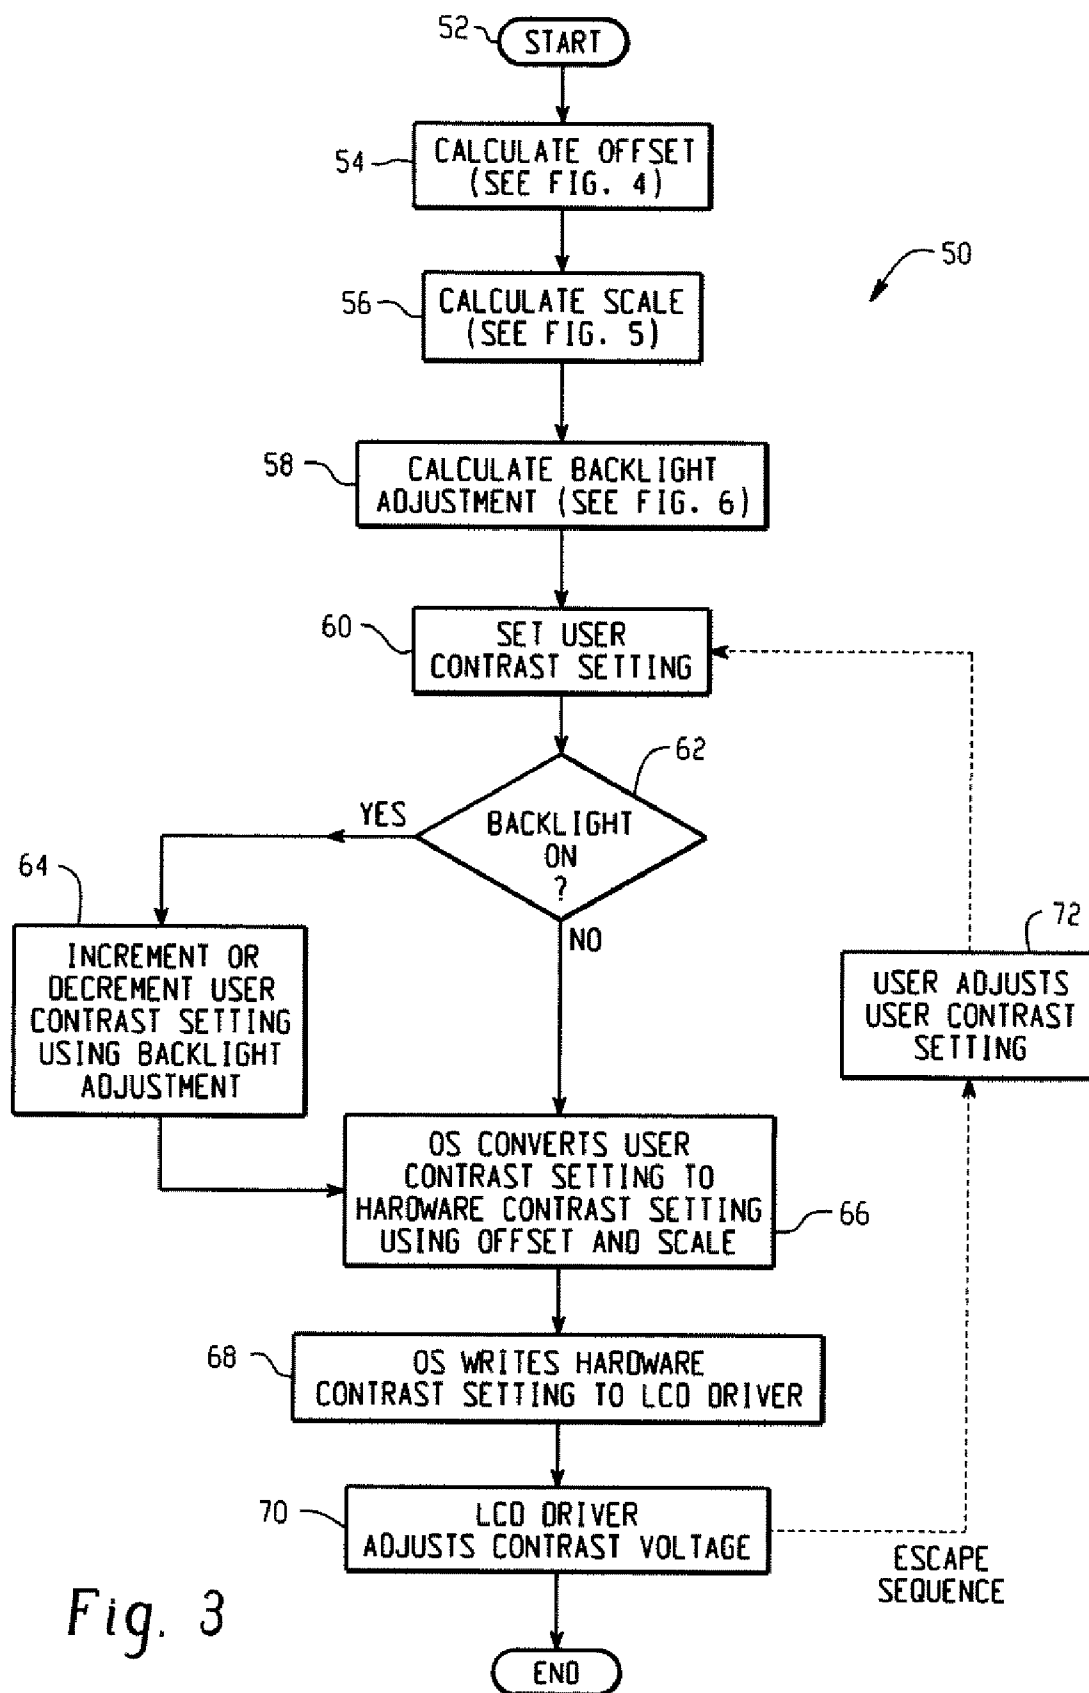 52
START
54
CALCULATE OFFSET
(SEE FIG. 4)
50
56
CALCULATE SCALE
(SEE FIG. 5)
58
CALCULATE BACKLIGHT
ADJUSTMENT (SEE FIG. 6)
60
SET USER
CONTRAST SETTING
62
YES
BACKLIGHT
ON
?
NO
64
INCREMENT OR
DECREMENT USER
CONTRAST SETTING
USING BACKLIGHT
ADJUSTMENT
72
USER ADJUSTS
USER CONTRAST
SETTING
OS CONVERTS USER
CONTRAST SETTING TO
HARDWARE CONTRAST SETTING
USING OFFSET AND SCALE
66
68
OS WRITES HARDWARE
CONTRAST SETTING TO LCD DRIVER
70
LCD DRIVER
ADJUSTS CONTRAST VOLTAGE
ESCAPE
SEQUENCE
Fig. 3
END